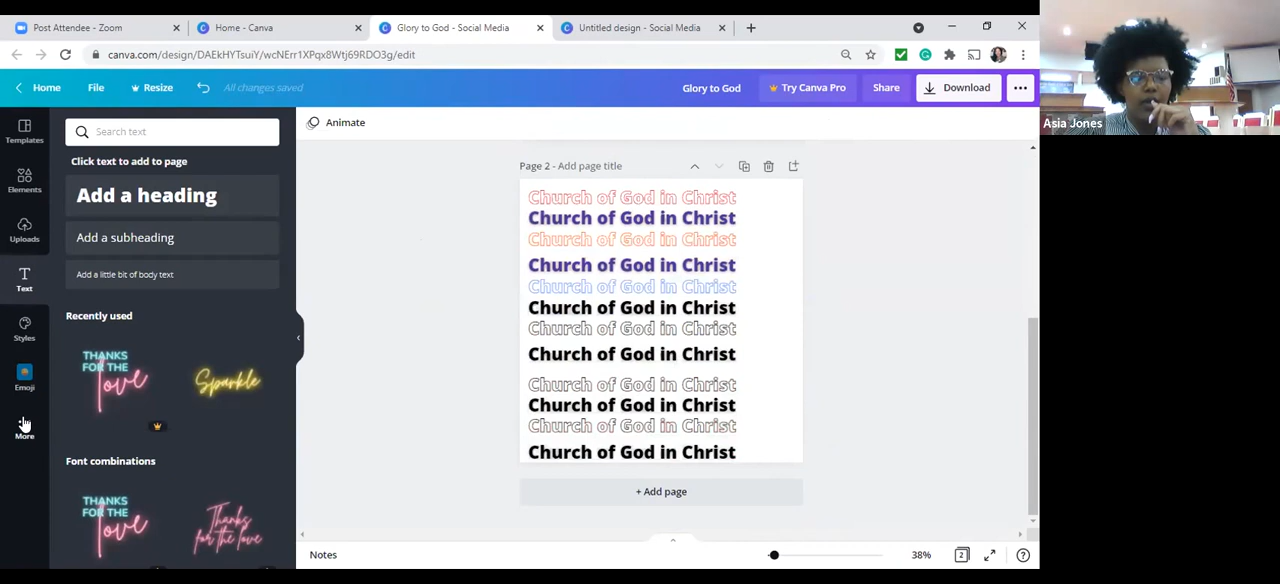 Post Attendee - Zoom
Home - Canva
Glory to God - Social Media
Untitled design - Social Media
canva.com/design/DAEkHYTsuiY/wcNErr1XPqx8Wtj69RDO3g/edit
Home
File
Resize
All changes saved
Glory to God
Try Canva Pro
Share
Download
Asia Jones
Templates
Elements
Uploads
Text
Styles
Emoji
More
Search text
Click text to add to page
Add a heading
Add a subheading
Add a little bit of body text
Recently used
THANKS
FOR THE
love
Sparkle
Font combinations
THANKS
FOR THE
love
Thanks
for the love
Animate
Page 2 - Add page title
Church of God in Christ
Church of God in Christ
Church of God in Christ
Church of God in Christ
Church of God in Christ
Church of God in Christ
Church of God in Christ
Church of God in Christ
Church of God in Christ
Church of God in Christ
Church of God in Christ
Church of God in Christ
+ Add page
Notes
38%
2